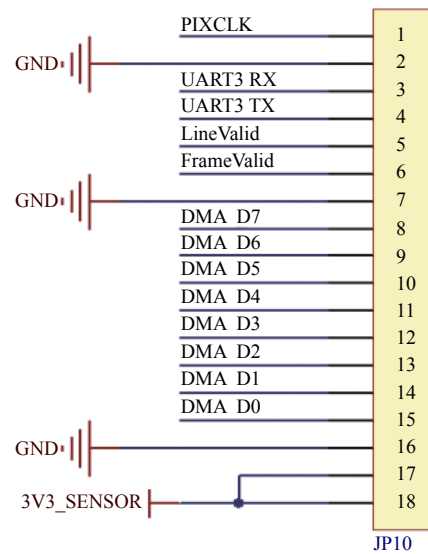 PIXCLK 1
GND 2
UART3 RX 3
UART3 TX 4
LineValid 5
FrameValid 6
GND 7
DMA D7 8
DMA D6 9
DMA D5 10
DMA D4 11
DMA D3 12
DMA D2 13
DMA D1 14
DMA D0 15
GND 16
17
3V3_SENSOR 18
JP10